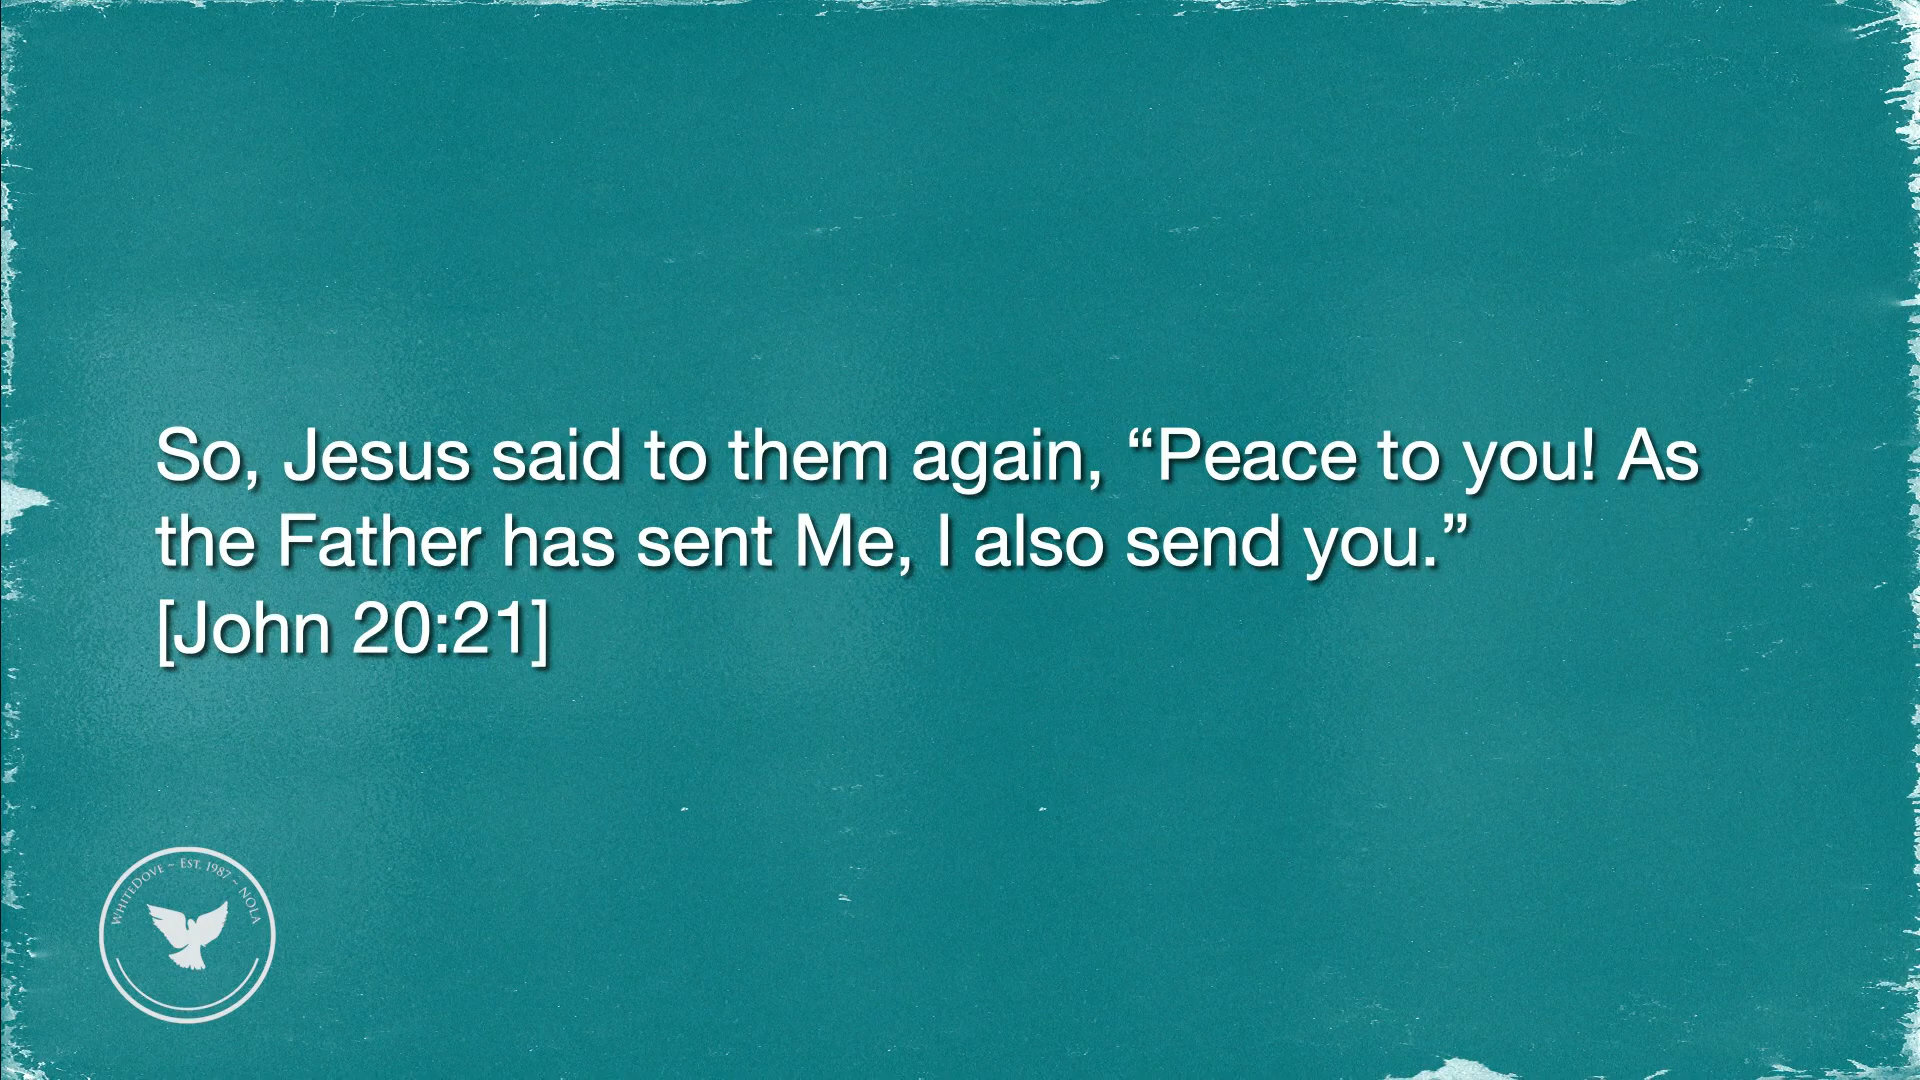 So, Jesus said to them again, “Peace to you! As
the Father has sent Me, I also send you.”
[John 20:21]
WHITEDOVE ~ EST. 1987 ~ NOLA